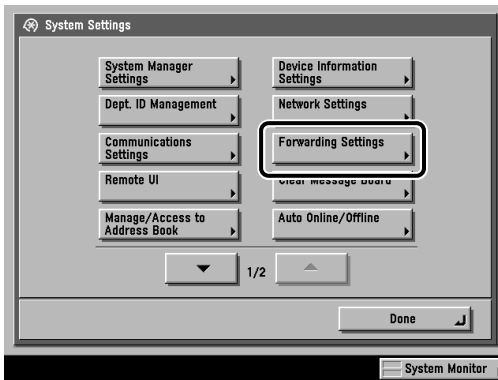 System Settings
System Manager
Settings
Device Information
Settings
Dept. ID Management
Network Settings
Communications
Settings
Forwarding Settings
Remote UI
Clear Message Board
Manage/Access to
Address Book
Auto Online/Offline
1/2
Done
System Monitor